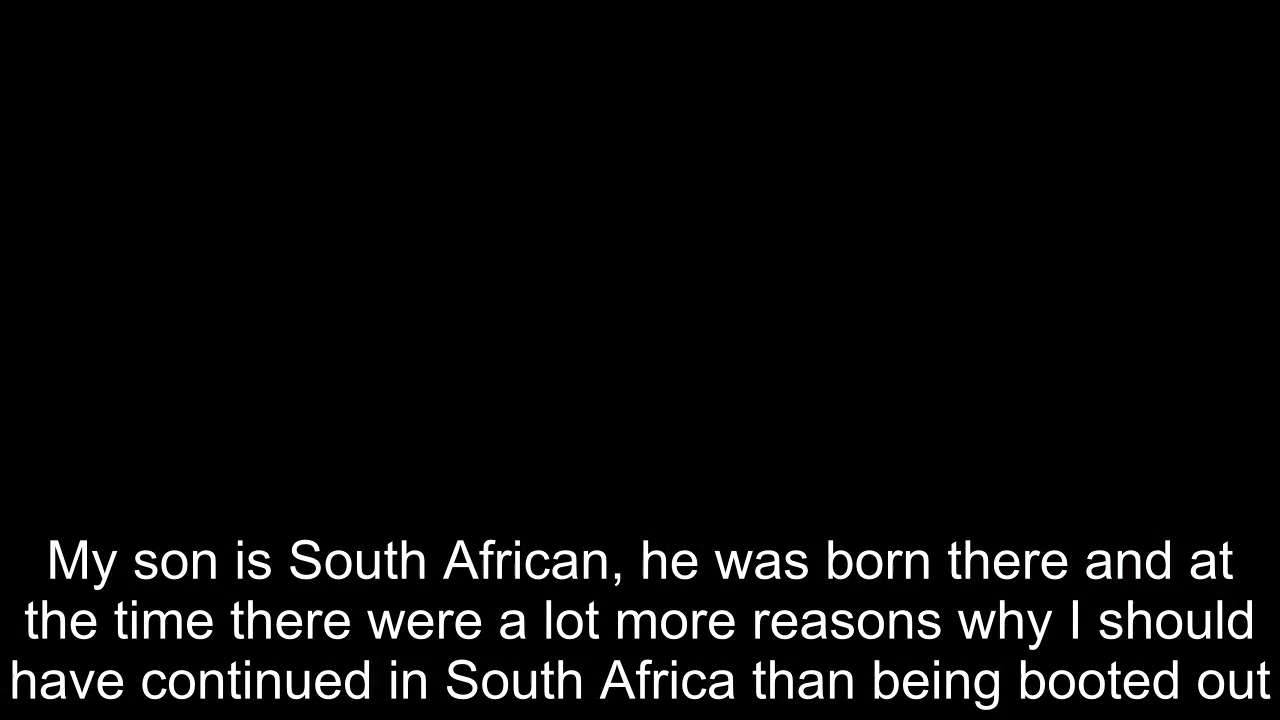 My son is South African, he was born there and at
the time there were a lot more reasons why I should
have continued in South Africa than being booted out